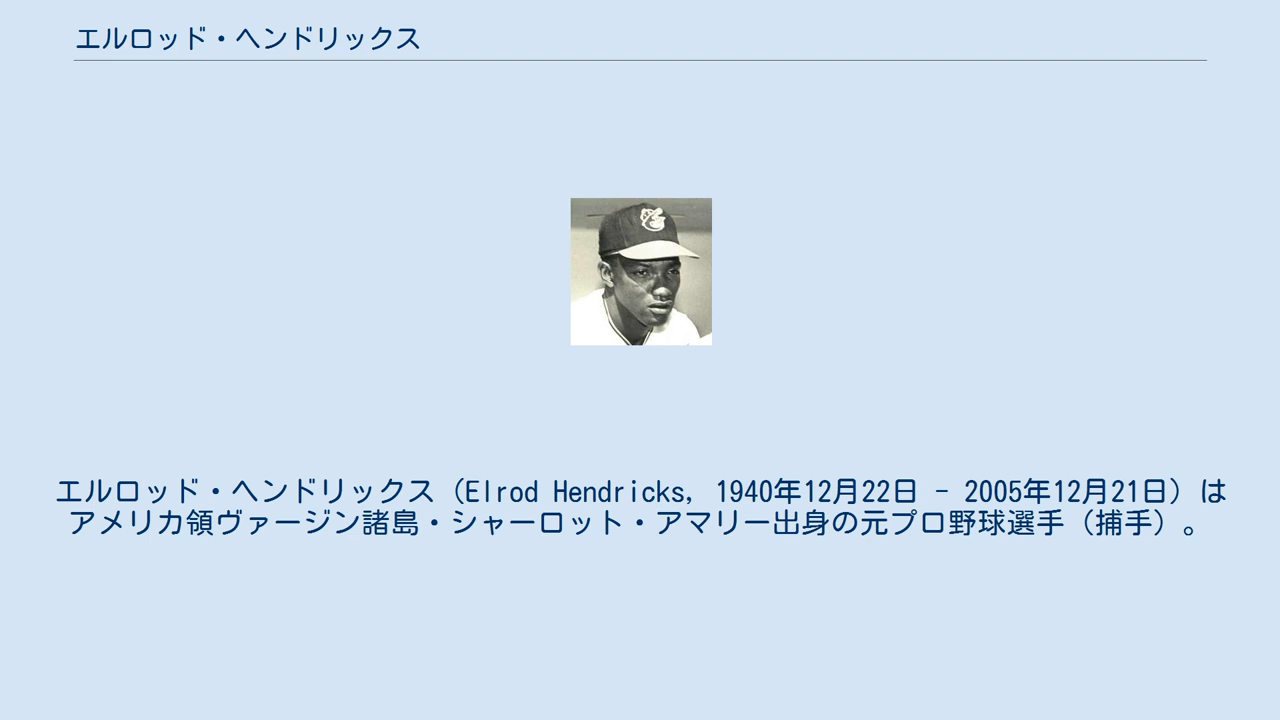 エルロッド・ヘンドリックス
エルロッド・ヘンドリックス（Elrod Hendricks, 1940年12月22日 - 2005年12月21日）は
アメリカ領ヴァージン諸島・シャーロット・アマリー出身の元プロ野球選手（捕手）。